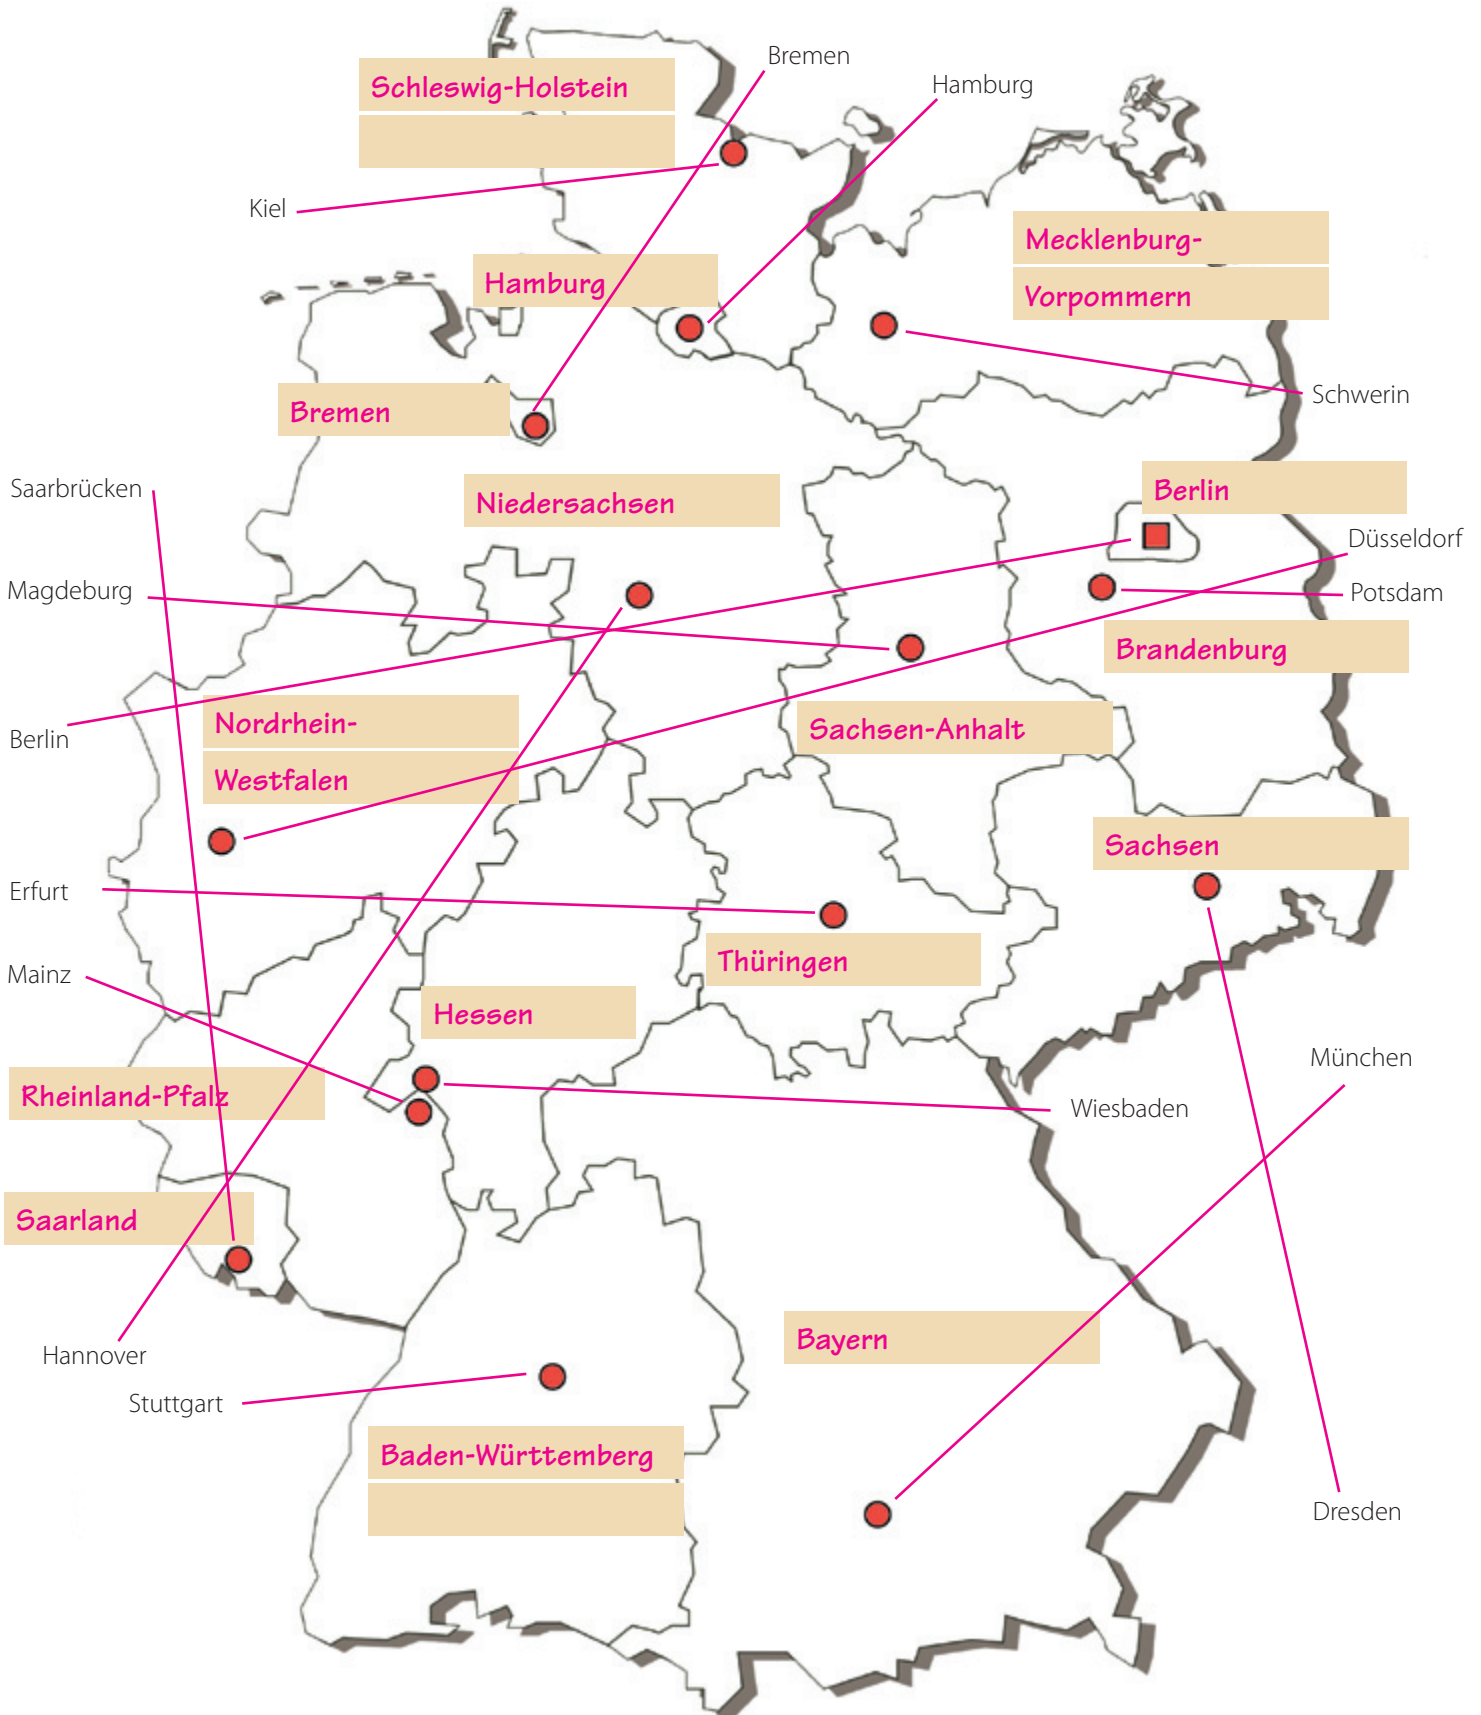 Bremen
Schleswig-Holstein
Hamburg
Kiel
Mecklenburg-
Vorpommern
Hamburg
Schwerin
Bremen
Saarbrücken
Niedersachsen
Berlin
Düsseldorf
Magdeburg
Potsdam
Brandenburg
Berlin
Nordrhein-
Westfalen
Sachsen-Anhalt
Sachsen
Erfurt
Thüringen
Mainz
Hessen
München
Rheinland-Pfalz
Wiesbaden
Saarland
Bayern
Hannover
Stuttgart
Baden-Württemberg
Dresden